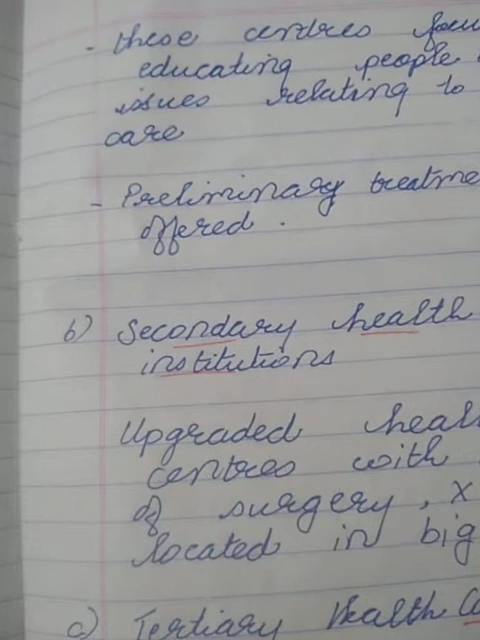 - these centres focu
educating people
issues relating to
care
- Preliminary treatme
offered .
b) Secondary health
institutions
Upgraded heal
centres with
of surgery, X
located in big
c) Tertiary Health C